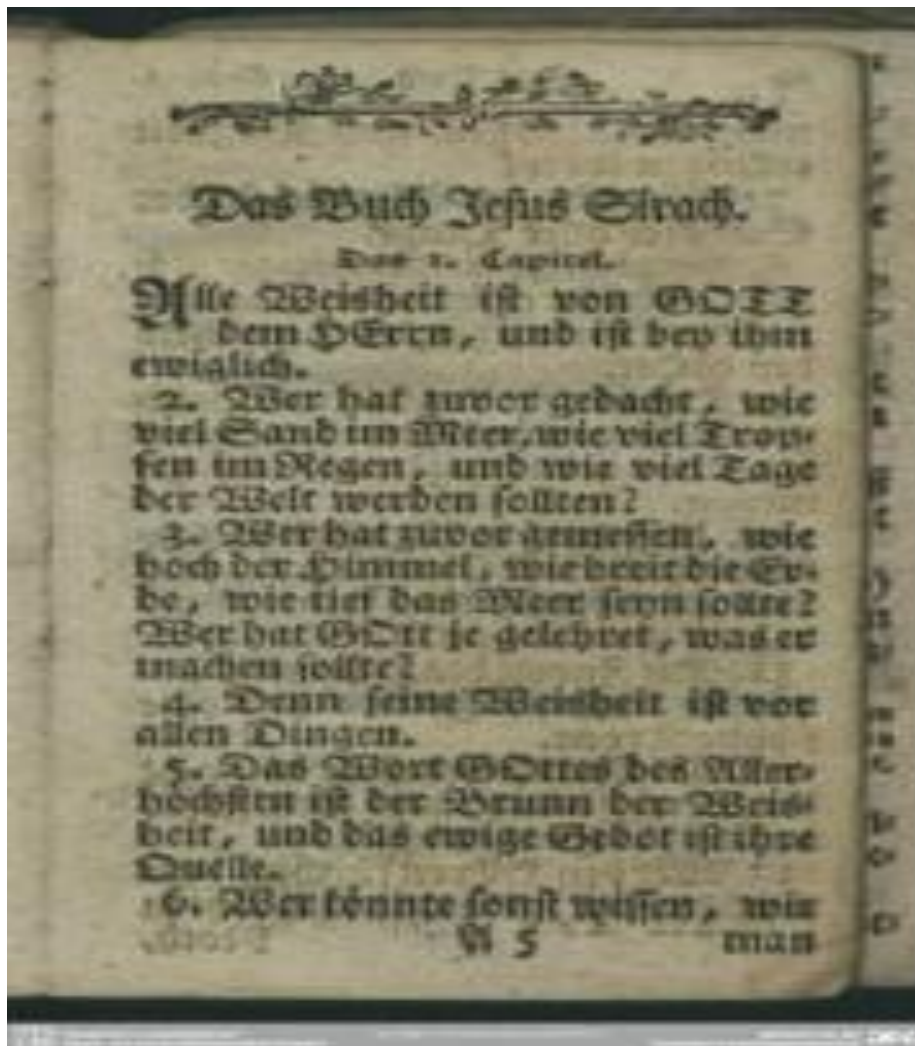 Das Buch Jesus Sirach.
Das 1. Capitel.
Alle Weisheit ist von GOTT
dem HErrn, und ist bey ihm
ewiglich.
2. Wer hat zuvor gedacht, wie
viel Sand im Meer, wie viel Trop-
fen im Regen, und wie viel Tage
der Welt werden sollten?
3. Wer hat zuvor gemessen, wie
hoch der Himmel, wie breit die Er-
de, wie tief das Meer seyn sollte?
Wer hat GOtt je gelehret, was er
machen sollte?
4. Denn seine Weisheit ist vor
allen Dingen.
5. Das Wort GOttes des Aller-
höchsten ist der Brunn der Weis-
heit, und das ewige Gebot ist ihre
Quelle.
6. Wer könnte sonst wissen, wie
A 5 man